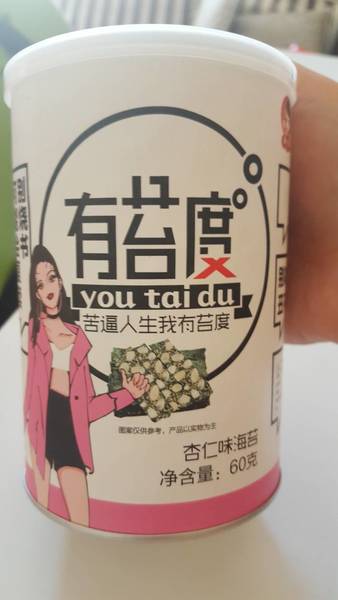 有苔度
you tai du
苦逼人生我有苔度
图案仅供参考，产品以实物为主
杏仁味海苔
净含量：60克